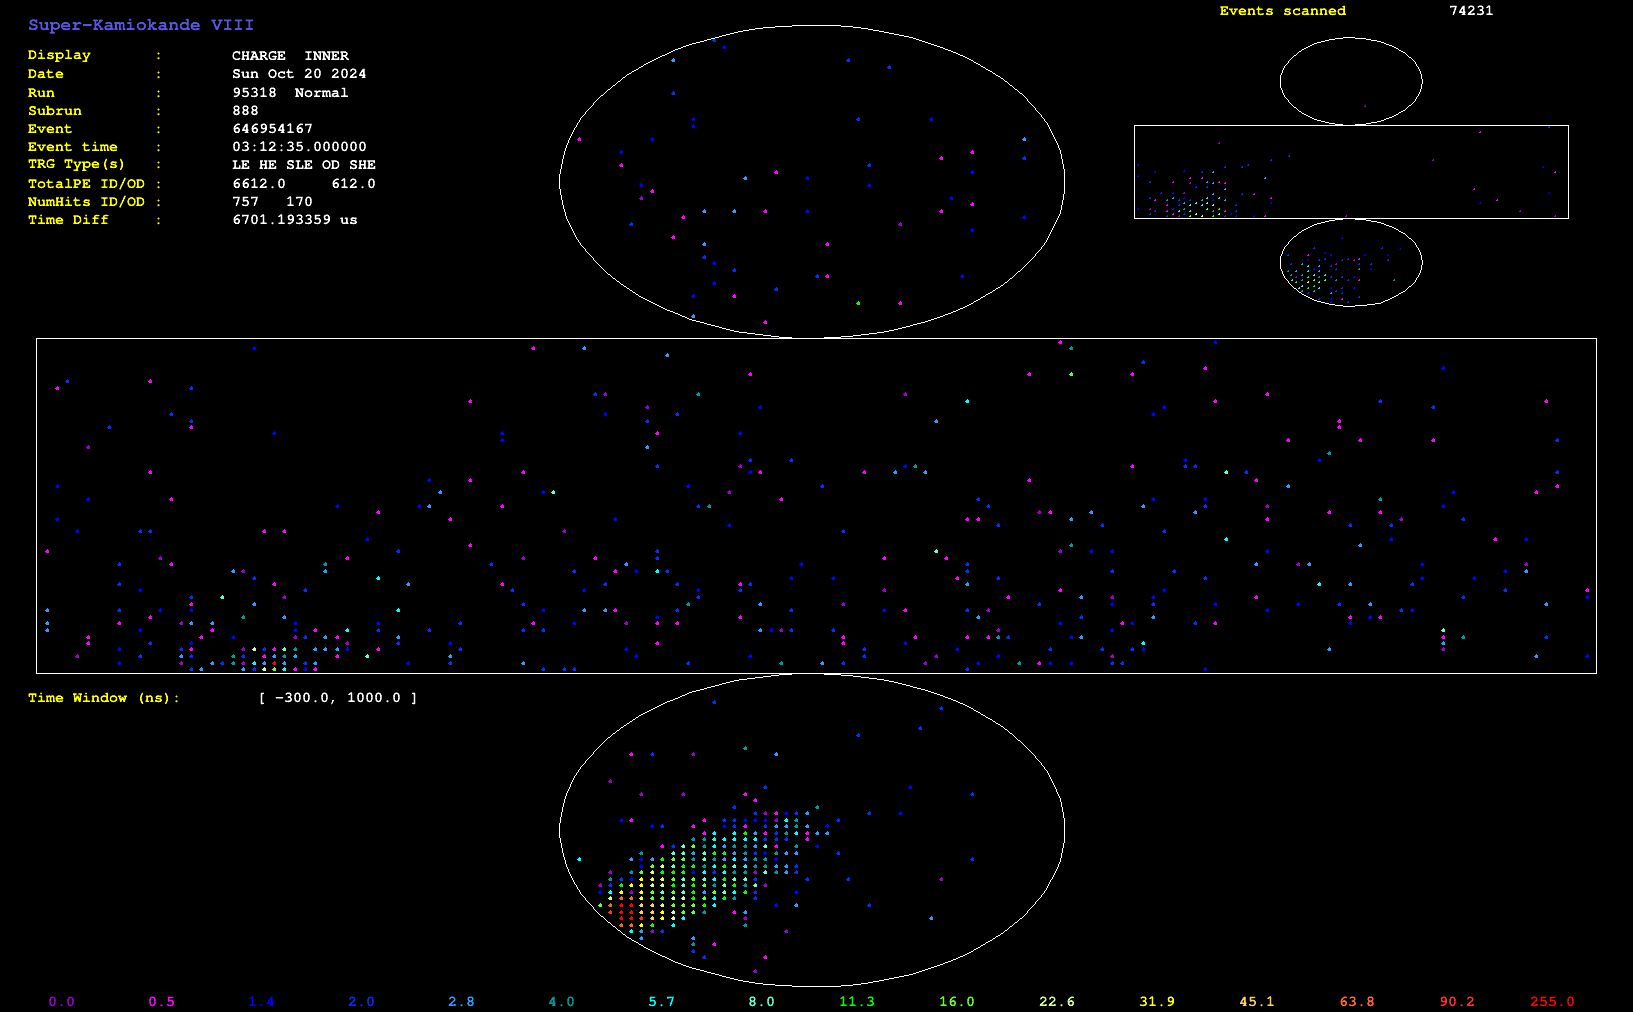 Super-Kamiokande VIII
Events scanned 74231
Display : CHARGE INNER
Date : Sun Oct 20 2024
Run : 95318 Normal
Subrun : 888
Event : 646954167
Event time : 03:12:35.000000
TRG Type(s) : LE HE SLE OD SHE
TotalPE ID/OD : 6612.0 612.0
NumHits ID/OD : 757 170
Time Diff : 6701.193359 us
Time Window (ns): [ −300.0, 1000.0 ]
0.0 0.5 1.4 2.0 2.8 4.0 5.7 8.0 11.3 16.0 22.6 31.9 45.1 63.8 90.2 255.0